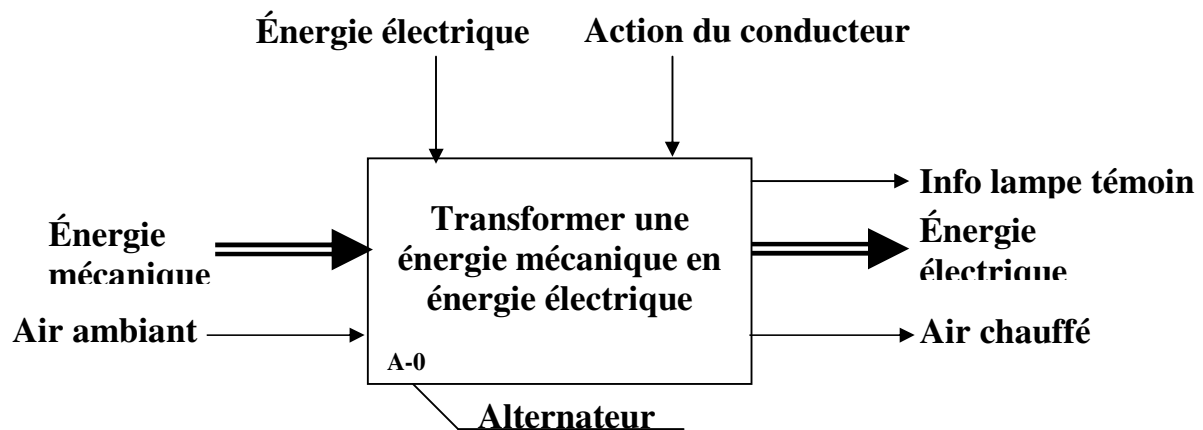 Énergie électrique
Action du conducteur
Info lampe témoin
Transformer une
énergie mécanique en
énergie électrique
Énergie
mécanique
Énergie
électrique
Air ambiant
Air chauffé
A-0
Alternateur